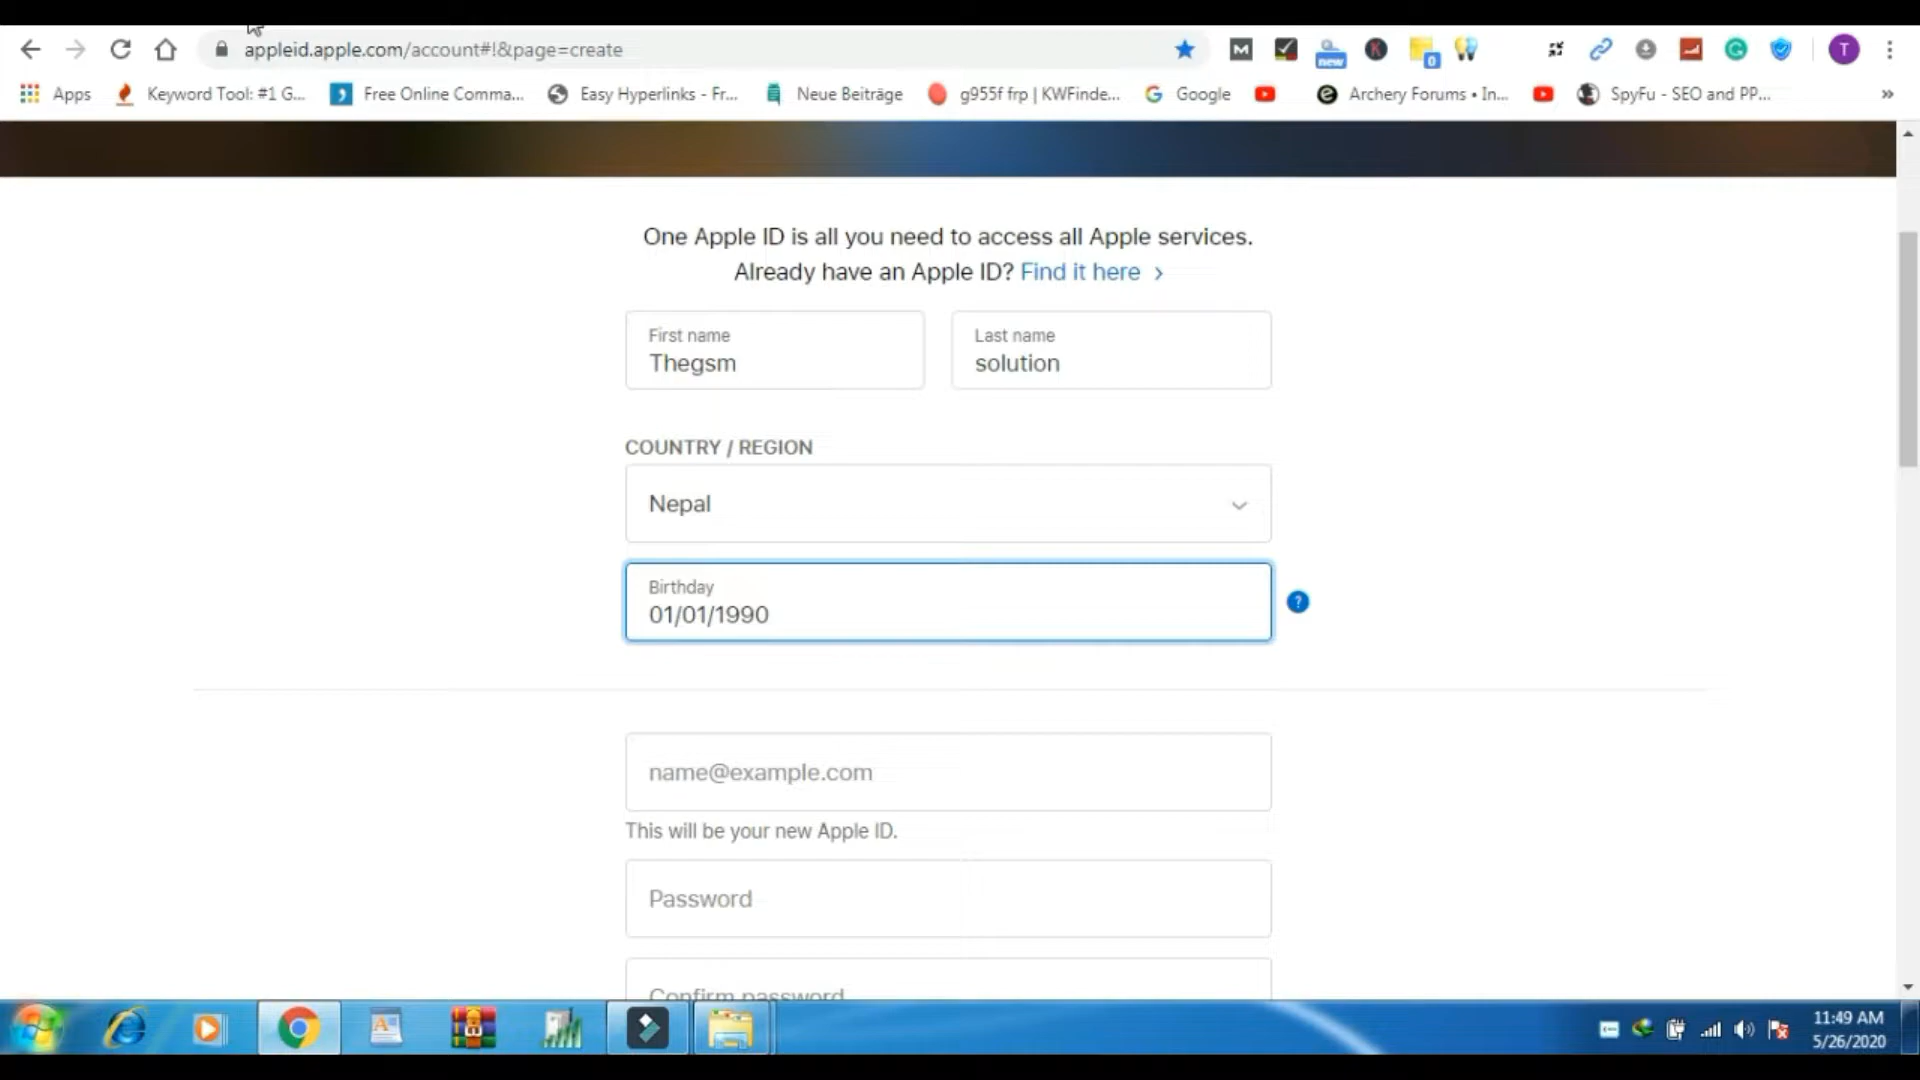 appleid.apple.com/account#!&page=create
new
0
T
Apps
Keyword Tool: #1 G...
Free Online Comma...
Easy Hyperlinks - Fr...
Neue Beiträge
g955f frp | KWFinde...
Google
Archery Forums • In...
SpyFu - SEO and PP...
»
One Apple ID is all you need to access all Apple services.
Already have an Apple ID? Find it here >
First name
Thegsm
Last name
solution
COUNTRY / REGION
Nepal
Birthday
01/01/1990
?
name@example.com
This will be your new Apple ID.
Password
Confirm password
11:49 AM
5/26/2020